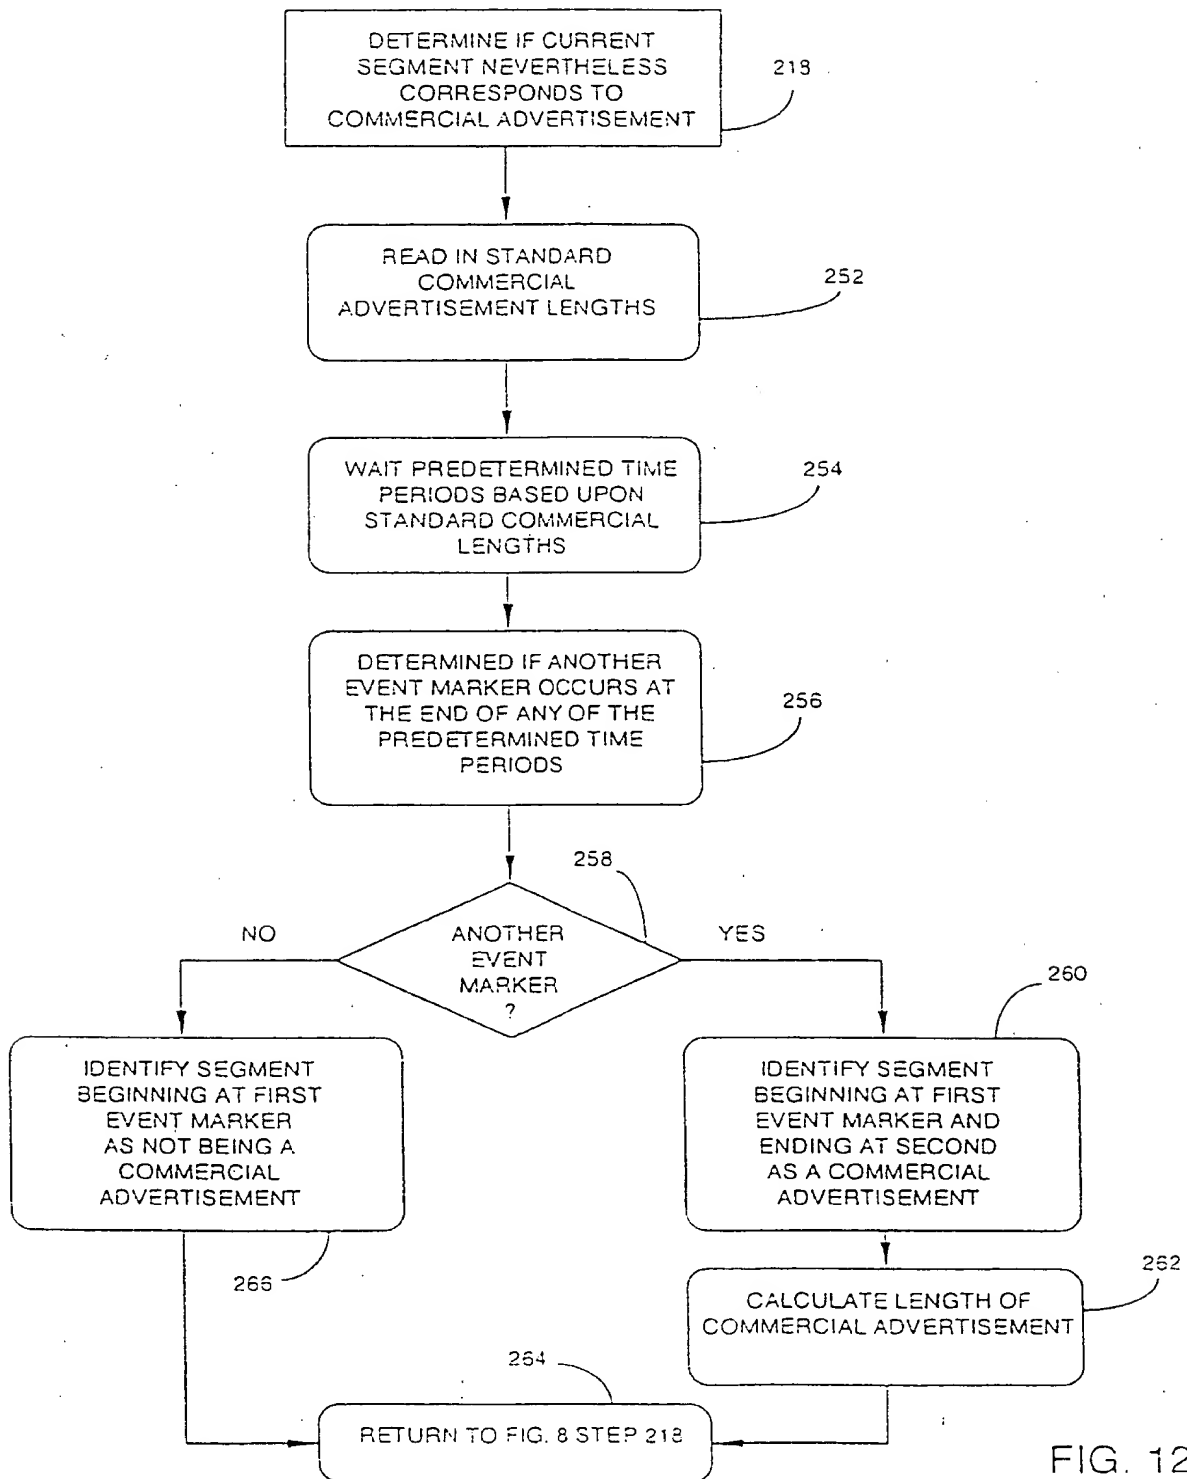 DETERMINE IF CURRENT
SEGMENT NEVERTHELESS
CORRESPONDS TO
COMMERCIAL ADVERTISEMENT
218
READ IN STANDARD
COMMERCIAL
ADVERTISEMENT LENGTHS
252
WAIT PREDETERMINED TIME
PERIODS BASED UPON
STANDARD COMMERCIAL
LENGTHS
254
DETERMINED IF ANOTHER
EVENT MARKER OCCURS AT
THE END OF ANY OF THE
PREDETERMINED TIME
PERIODS
256
258
ANOTHER
EVENT
MARKER
?
NO
YES
260
IDENTIFY SEGMENT
BEGINNING AT FIRST
EVENT MARKER
AS NOT BEING A
COMMERCIAL
ADVERTISEMENT
266
IDENTIFY SEGMENT
BEGINNING AT FIRST
EVENT MARKER AND
ENDING AT SECOND
AS A COMMERCIAL
ADVERTISEMENT
262
CALCULATE LENGTH OF
COMMERCIAL ADVERTISEMENT
264
RETURN TO FIG. 8 STEP 218
FIG. 12